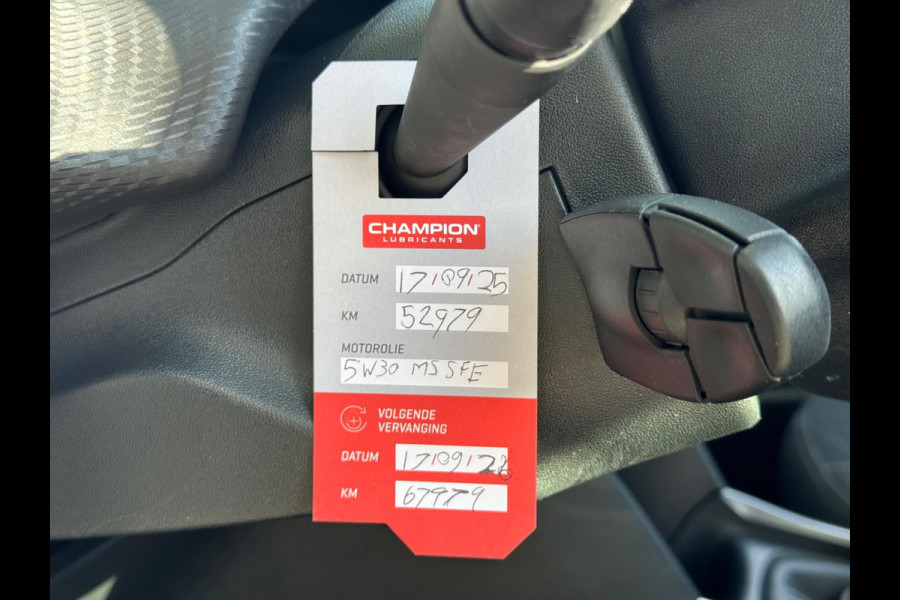 CHAMPION
LUBRICANTS
DATUM 17/09/25
KM 52979
MOTOROLIE
5W30 MS SFE
VOLGENDE
VERVANGING
DATUM 17/09/26
KM 67979